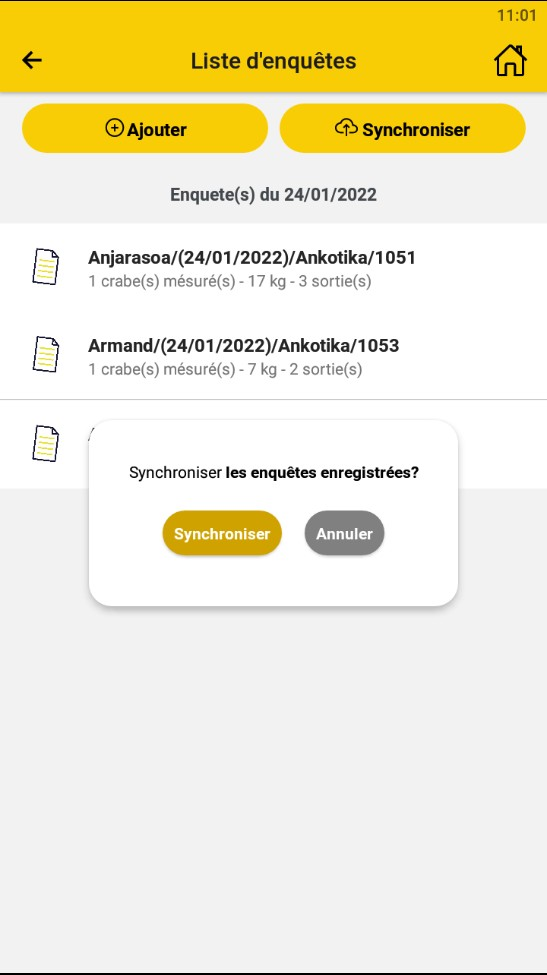 11:01
Liste d'enquêtes
Ajouter
Synchroniser
Enquete(s) du 24/01/2022
Anjarasoa/(24/01/2022)/Ankotika/1051
1 crabe(s) mésuré(s) - 17 kg - 3 sortie(s)
Armand/(24/01/2022)/Ankotika/1053
1 crabe(s) mésuré(s) - 7 kg - 2 sortie(s)
Synchroniser les enquêtes enregistrées?
Synchroniser
Annuler